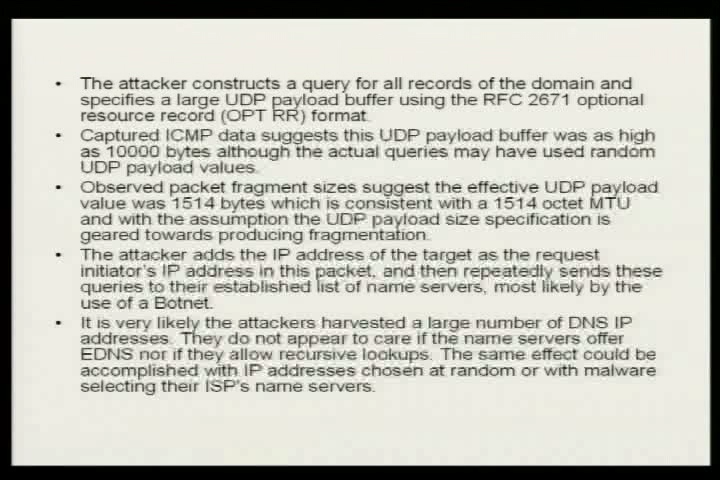 • The attacker constructs a query for all records of the domain and
specifies a large UDP payload buffer using the RFC 2671 optional
resource record (OPT RR) format.
• Captured ICMP data suggests this UDP payload buffer was as high
as 10000 bytes although the actual queries may have used random
UDP payload values.
• Observed packet fragment sizes suggest the effective UDP payload
value was 1514 bytes which is consistent with a 1514 octet MTU
and with the assumption the UDP payload size specification is
geared towards producing fragmentation.
• The attacker adds the IP address of the target as the request
initiator's IP address in this packet, and then repeatedly sends these
queries to their established list of name servers, most likely by the
use of a Botnet.
• It is very likely the attackers harvested a large number of DNS IP
addresses. They do not appear to care if the name servers offer
EDNS nor if they allow recursive lookups. The same effect could be
accomplished with IP addresses chosen at random or with malware
selecting their ISP's name servers.